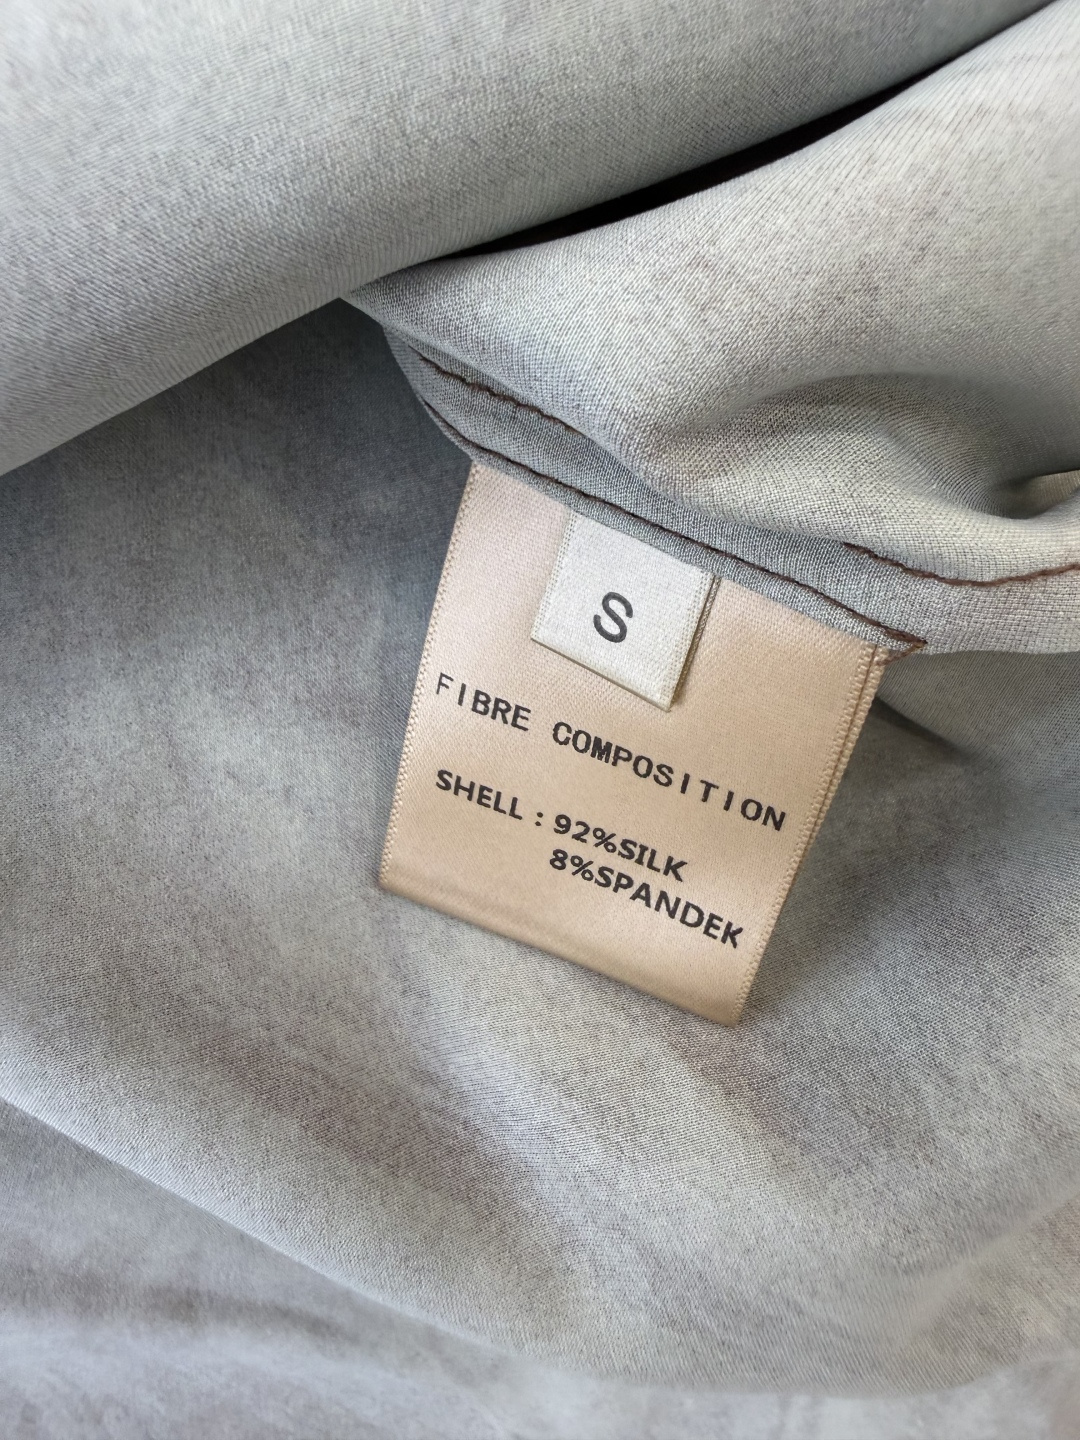 S
FIBRE COMPOSITION
SHELL : 92%SILK
8%SPANDEK